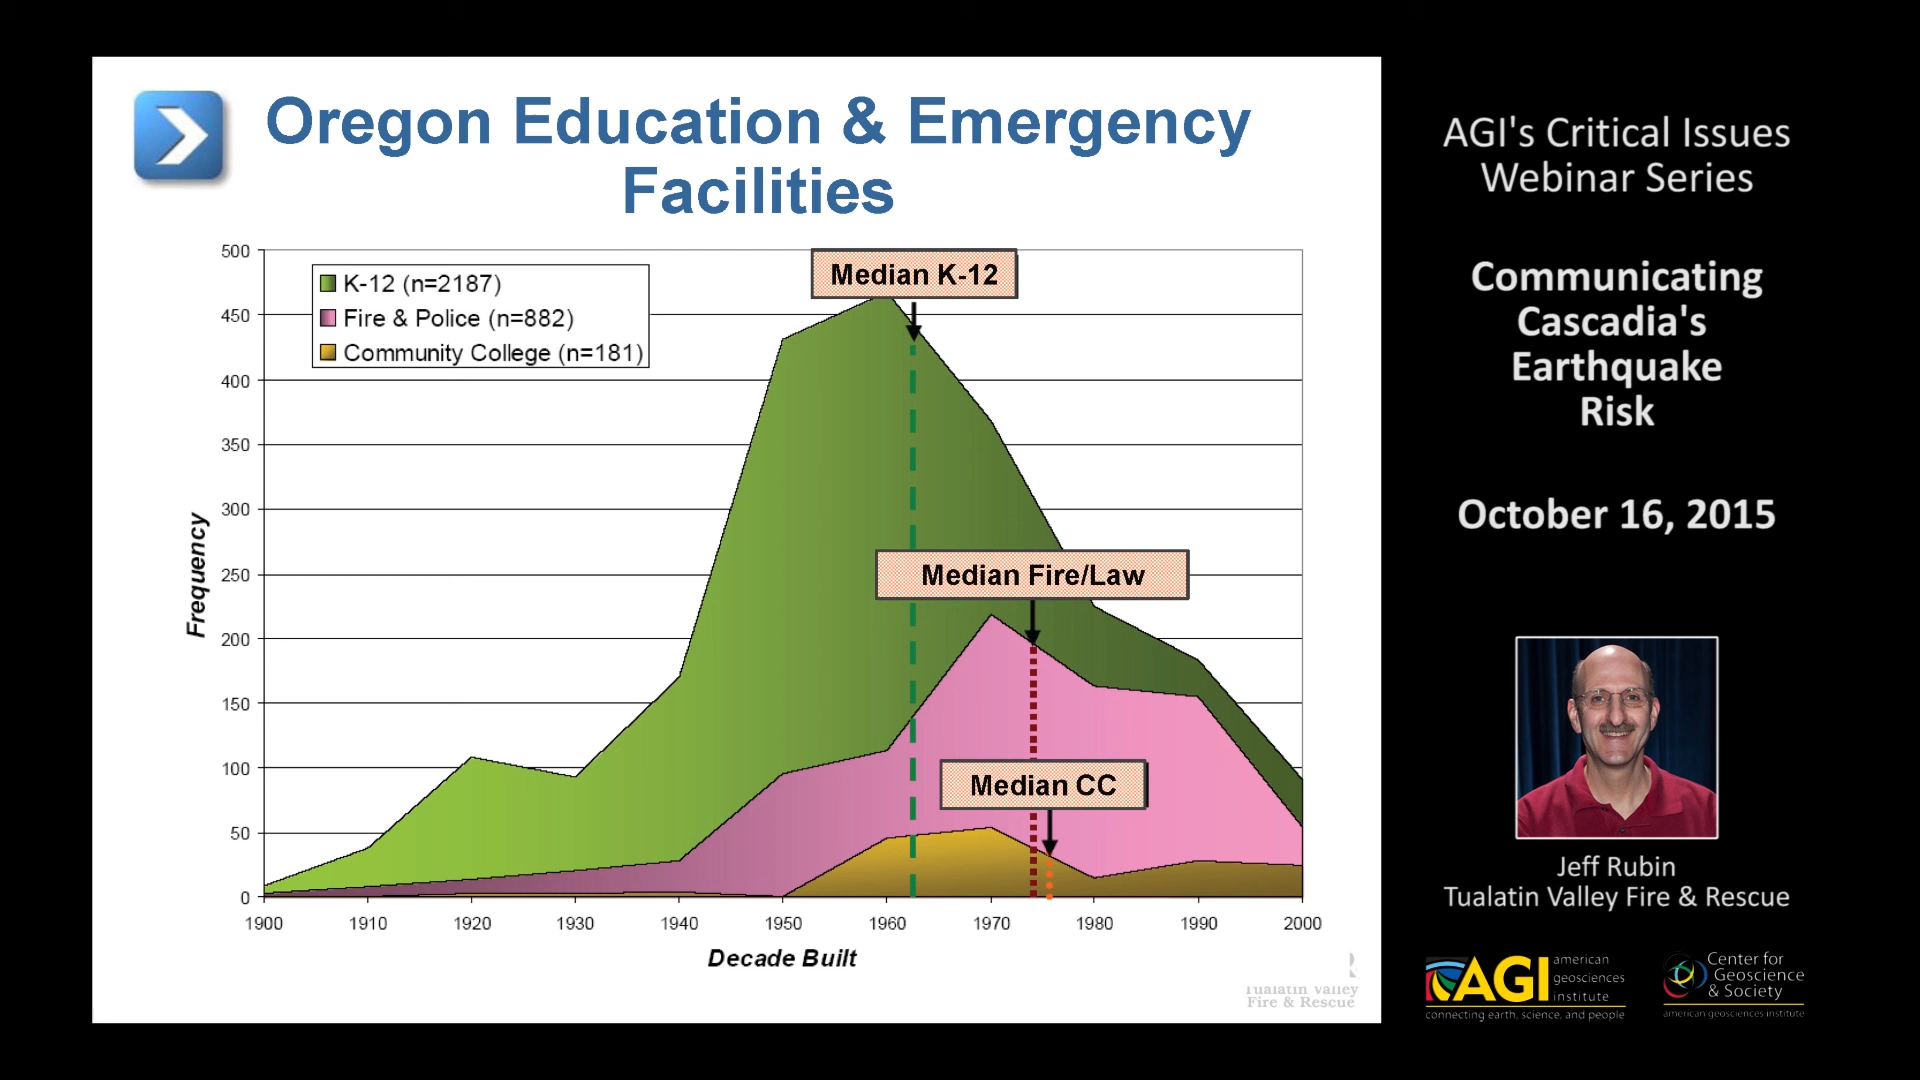 Oregon Education & Emergency
Facilities
500
450
400
350
300
250
200
150
100
50
0
Frequency
K-12 (n=2187)
Fire & Police (n=882)
Community College (n=181)
Median K-12
Median Fire/Law
Median CC
1900 1910 1920 1930 1940 1950 1960 1970 1980 1990 2000
Decade Built
Tualatin Valley
Fire & Rescue
AGI's Critical Issues
Webinar Series
Communicating
Cascadia's
Earthquake
Risk
October 16, 2015
Jeff Rubin
Tualatin Valley Fire & Rescue
AGI
american
geosciences
institute
connecting earth, science, and people
Center for
Geoscience
& Society
american geosciences institute